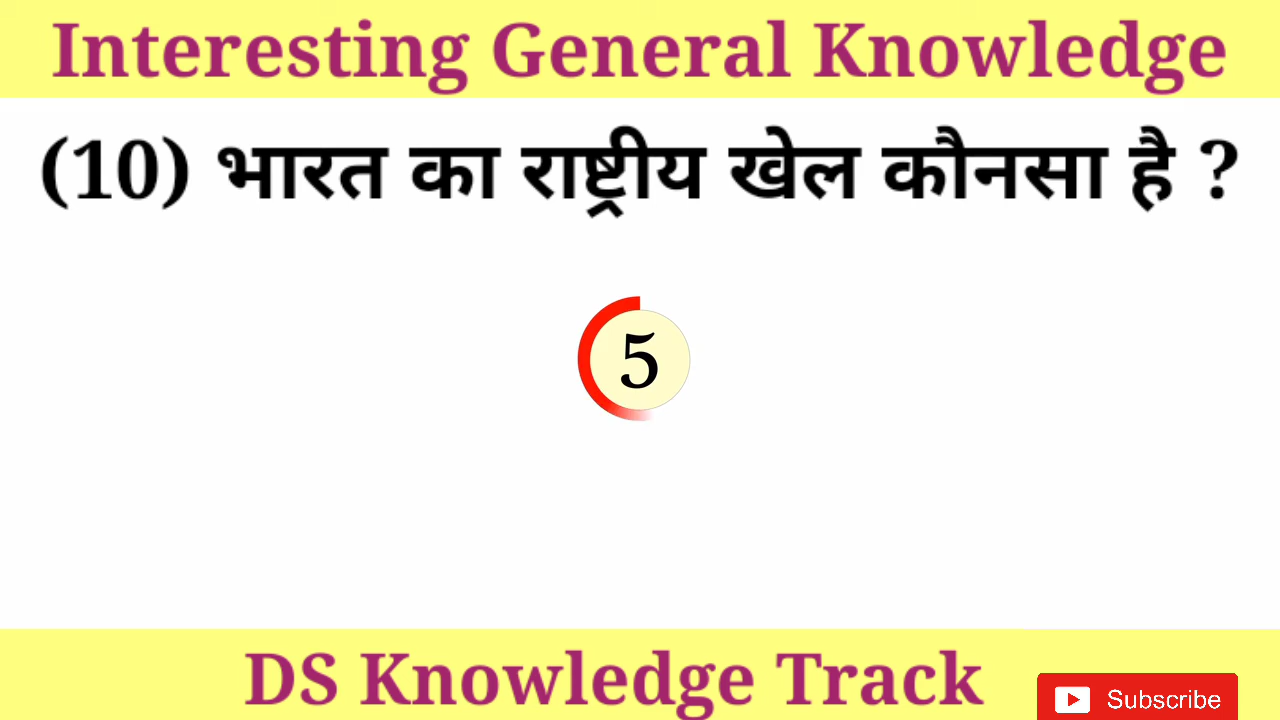 Interesting General Knowledge
(10) भारत का राष्ट्रीय खेल कौनसा है ?
5
DS Knowledge Track
Subscribe